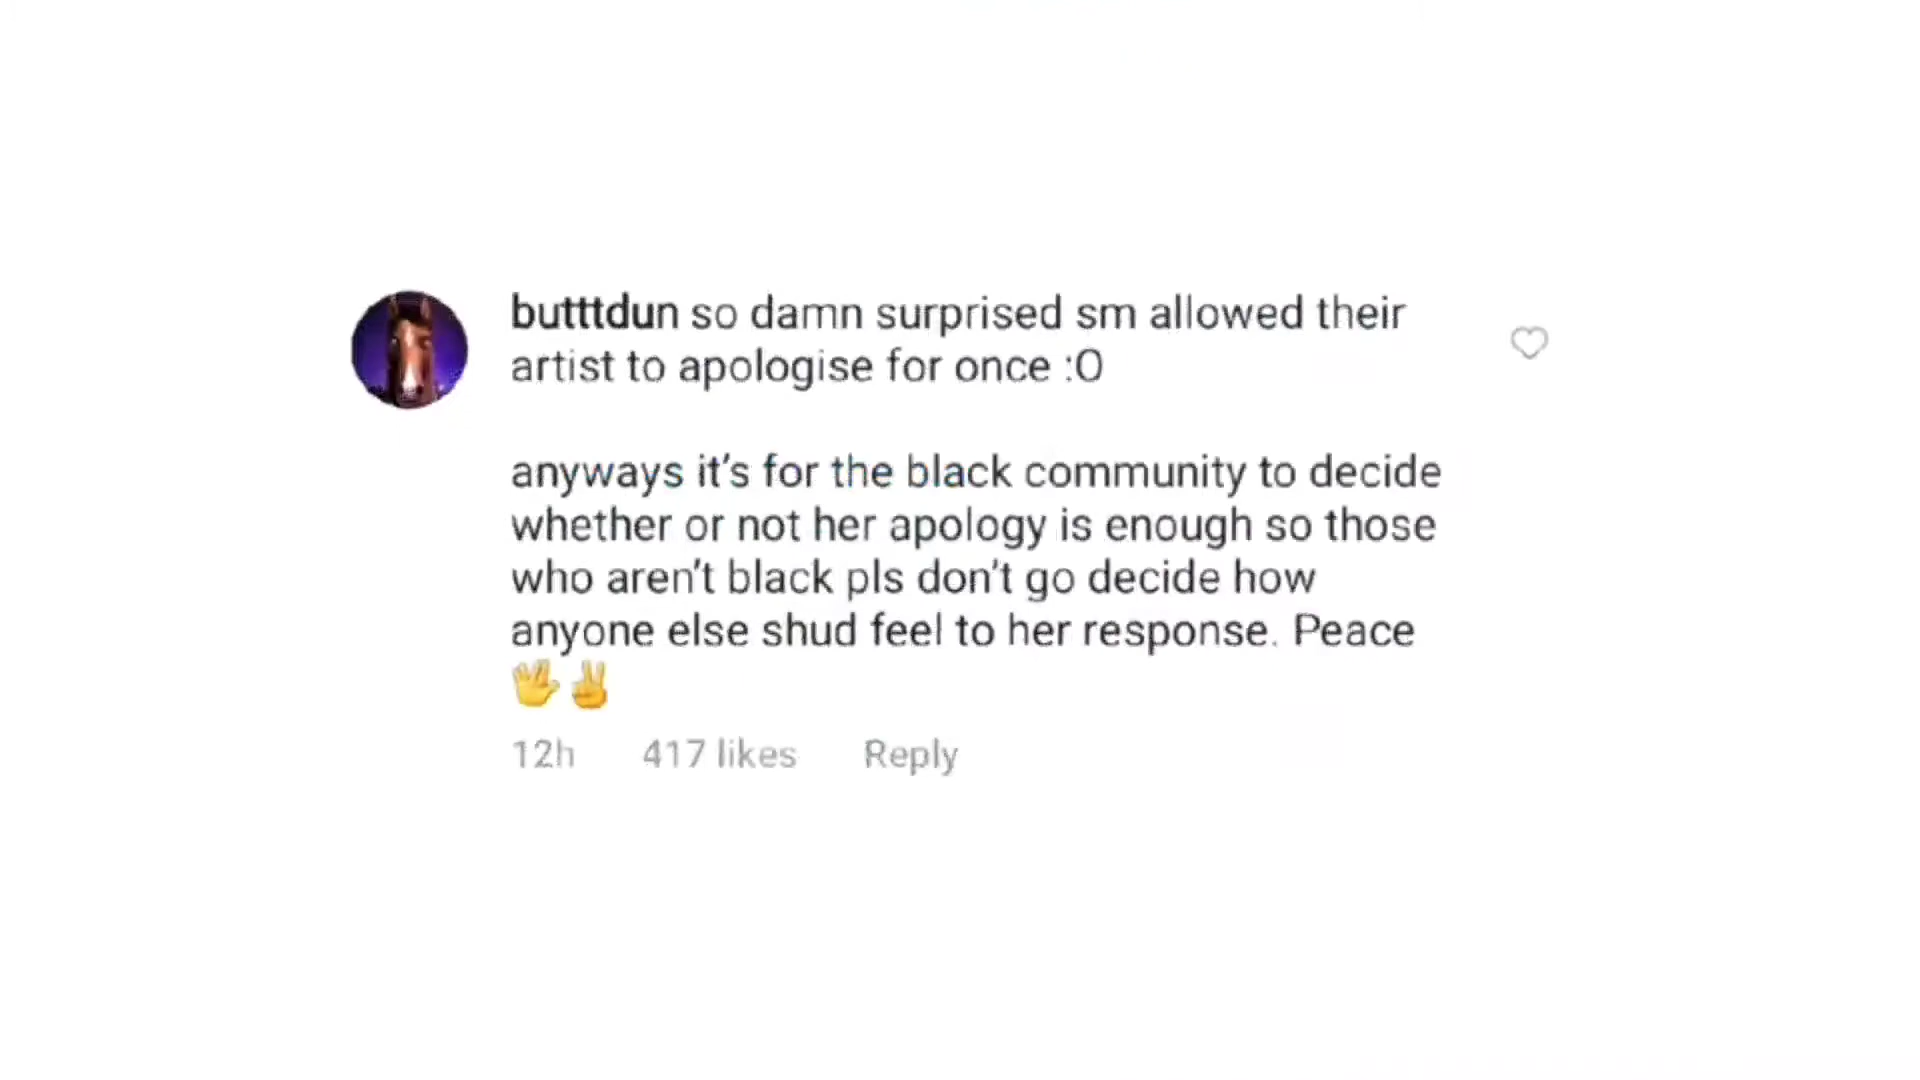 butttdun so damn surprised sm allowed their
artist to apologise for once :O
anyways it's for the black community to decide
whether or not her apology is enough so those
who aren't black pls don't go decide how
anyone else shud feel to her response. Peace
🖖✌
12h 417 likes Reply